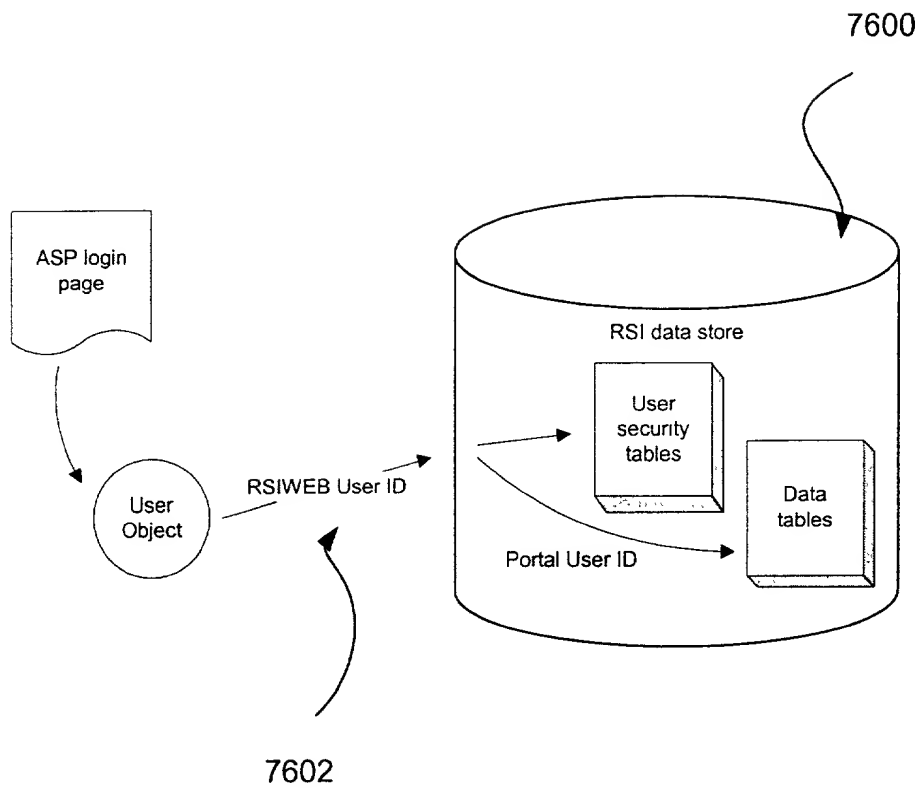 7600
ASP login
page
RSI data store
User
security
tables
RSIWEB User ID
User
Object
Data
tables
Portal User ID
7602